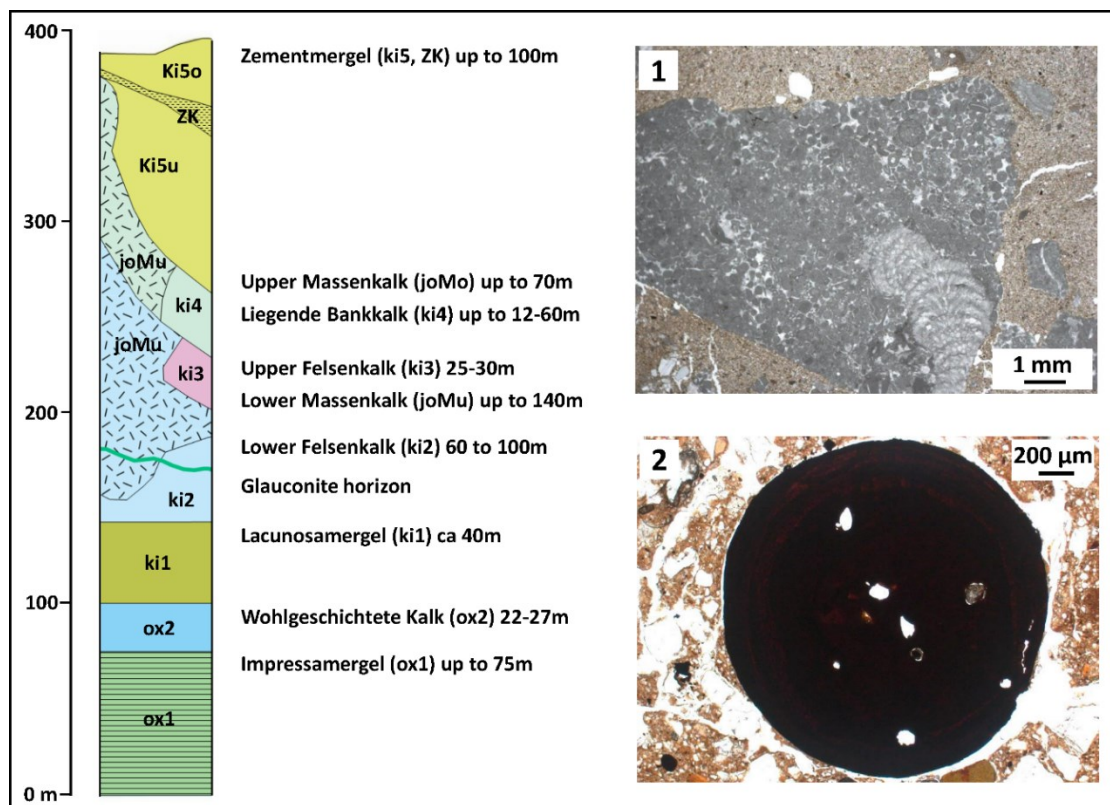 400
300
200
100
0 m
Ki5o
ZK
Ki5u
joMu
ki4
joMu
ki3
ki2
ki1
ox2
ox1
Zementmergel (ki5, ZK) up to 100m
Upper Massenkalk (joMo) up to 70m
Liegende Bankkalk (ki4) up to 12-60m
Upper Felsenkalk (ki3) 25-30m
Lower Massenkalk (joMu) up to 140m
Lower Felsenkalk (ki2) 60 to 100m
Glauconite horizon
Lacunosamergel (ki1) ca 40m
Wohlgeschichtete Kalk (ox2) 22-27m
Impressamergel (ox1) up to 75m
1
1 mm
2
200 µm